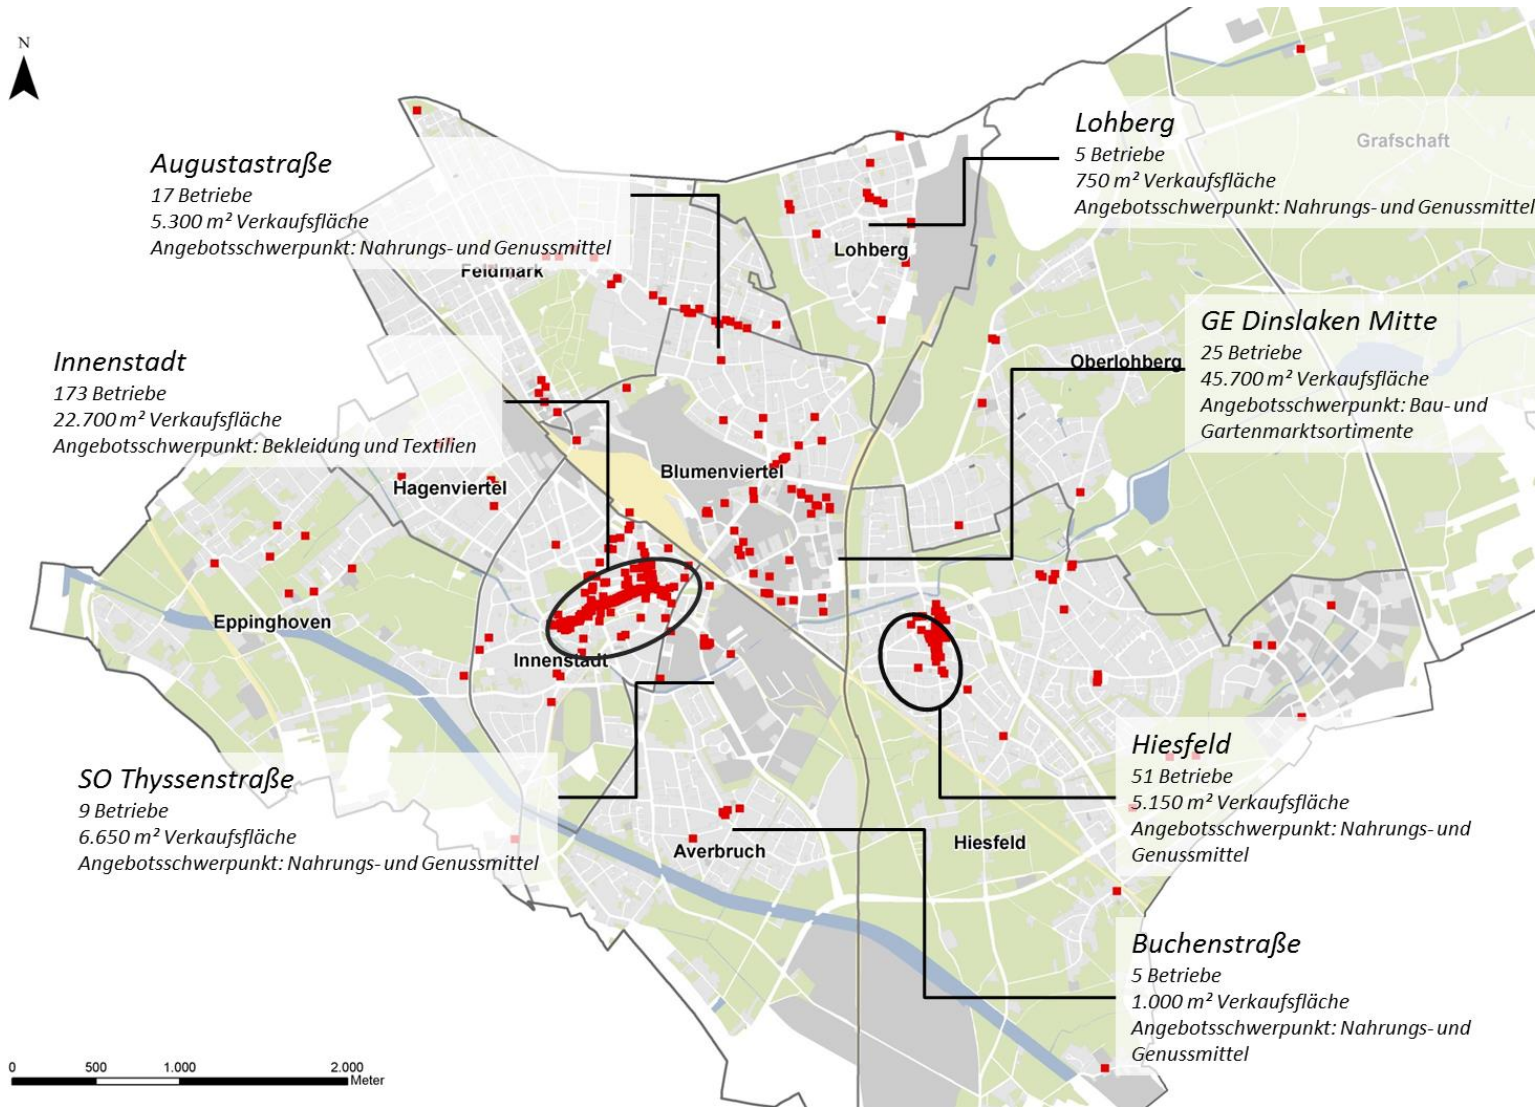 N
Lohberg
5 Betriebe
750 m² Verkaufsfläche
Angebotsschwerpunkt: Nahrungs- und Genussmittel
Grafschaft
Augustastraße
17 Betriebe
5.300 m² Verkaufsfläche
Angebotsschwerpunkt: Nahrungs- und Genussmittel
Feldmark
Lohberg
GE Dinslaken Mitte
25 Betriebe
45.700 m² Verkaufsfläche
Angebotsschwerpunkt: Bau- und
Gartenmarktsortimente
Oberlohberg
Innenstadt
173 Betriebe
22.700 m² Verkaufsfläche
Angebotsschwerpunkt: Bekleidung und Textilien
Blumenviertel
Hagenviertel
Eppinghoven
Innenstadt
SO Thyssenstraße
9 Betriebe
6.650 m² Verkaufsfläche
Angebotsschwerpunkt: Nahrungs- und Genussmittel
Hiesfeld
51 Betriebe
5.150 m² Verkaufsfläche
Angebotsschwerpunkt: Nahrungs- und
Genussmittel
Averbruch
Hiesfeld
Buchenstraße
5 Betriebe
1.000 m² Verkaufsfläche
Angebotsschwerpunkt: Nahrungs- und
Genussmittel
0 500 1.000 2.000
Meter